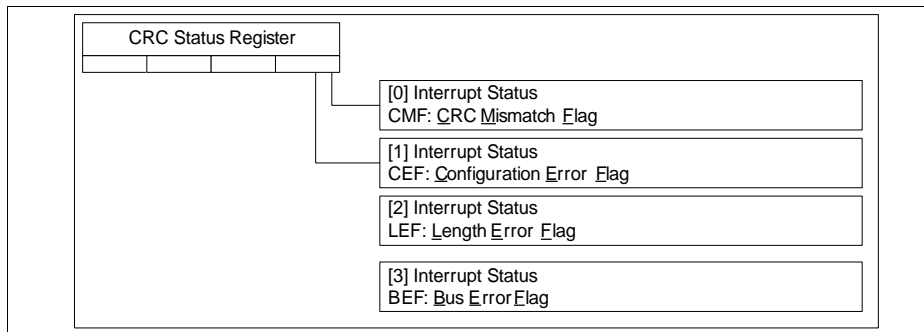 CRC Status Register
[0] Interrupt Status
CMF: CRC Mismatch Flag
[1] Interrupt Status
CEF: Configuration Error Flag
[2] Interrupt Status
LEF: Length Error Flag
[3] Interrupt Status
BEF: Bus Error Flag